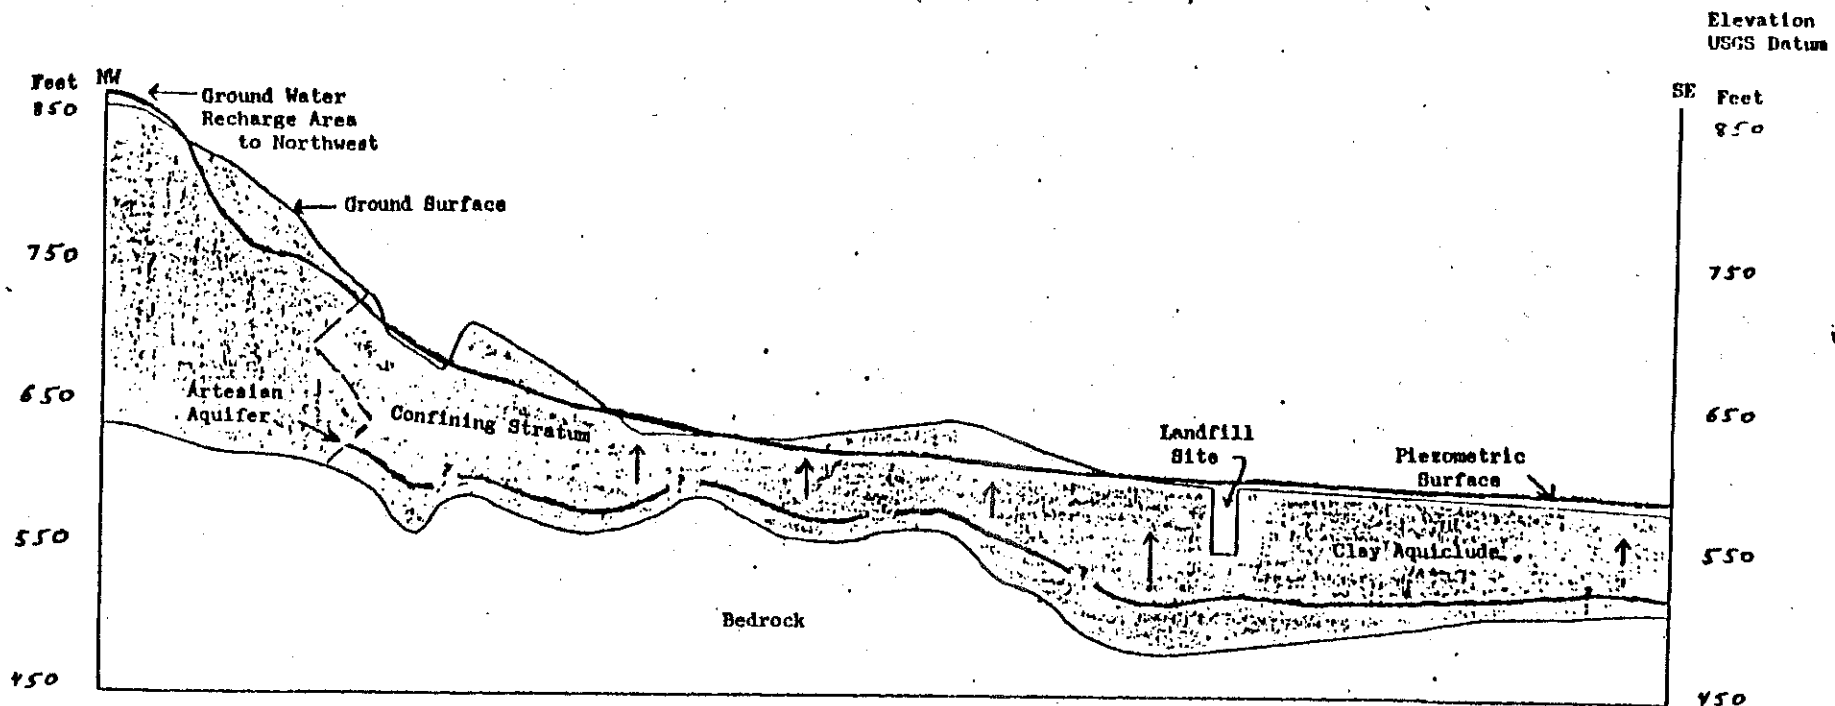 Elevation
USGS Datum
Feet NW
850
Ground Water
Recharge Area
to Northwest
SE Feet
850
Ground Surface
750
750
650
Artesian
Aquifer
Confining Stratum
650
Landfill
Site
Piezometric
Surface
?
?
?
?
550
Clay Aquiclude
550
Bedrock
450
450